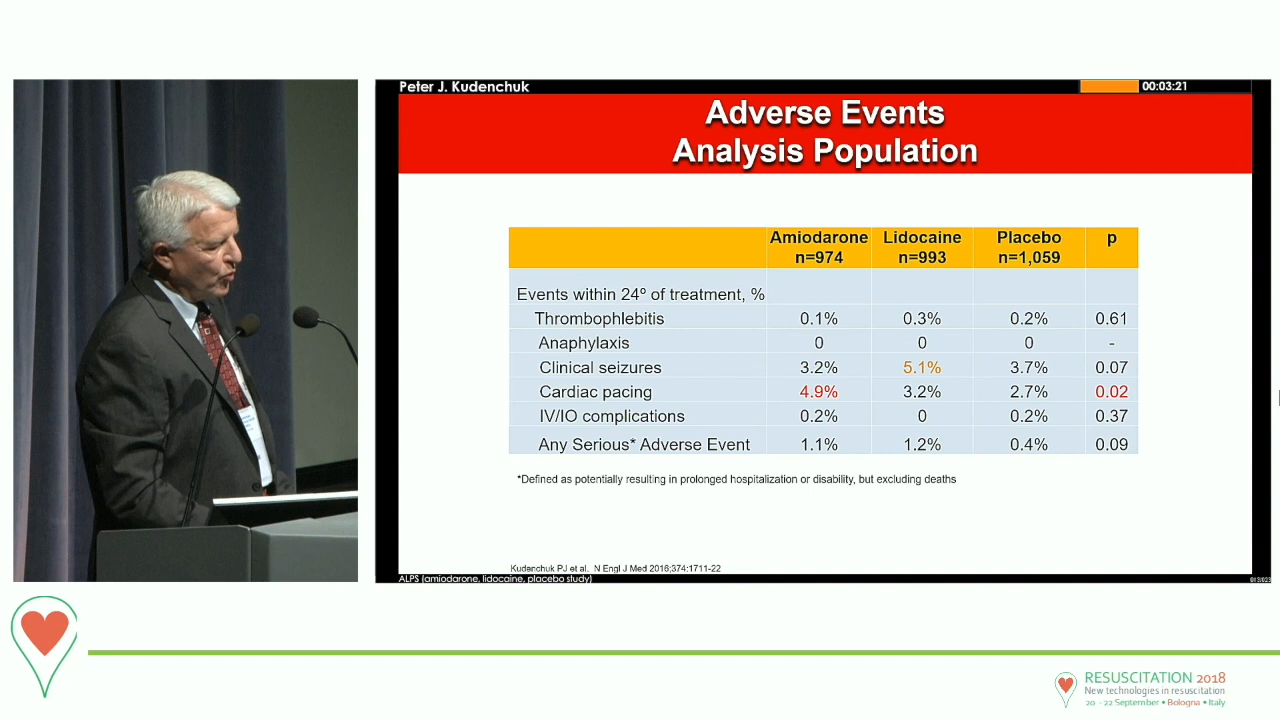 Peter J. Kudenchuk
00:03:21
Adverse Events
Analysis Population
Amiodarone Lidocaine Placebo p
n=974 n=993 n=1,059
Events within 24º of treatment, %
Thrombophlebitis 0.1% 0.3% 0.2% 0.61
Anaphylaxis 0 0 0 -
Clinical seizures 3.2% 5.1% 3.7% 0.07
Cardiac pacing 4.9% 3.2% 2.7% 0.02
IV/IO complications 0.2% 0 0.2% 0.37
Any Serious* Adverse Event 1.1% 1.2% 0.4% 0.09
*Defined as potentially resulting in prolonged hospitalization or disability, but excluding deaths
Kudenchuk PJ et al. N Engl J Med 2016;374:1711-22
ALPS (amiodarone, lidocaine, placebo study)
RESUSCITATION 2018
New technologies in resuscitation
20 - 22 September • Bologna • Italy